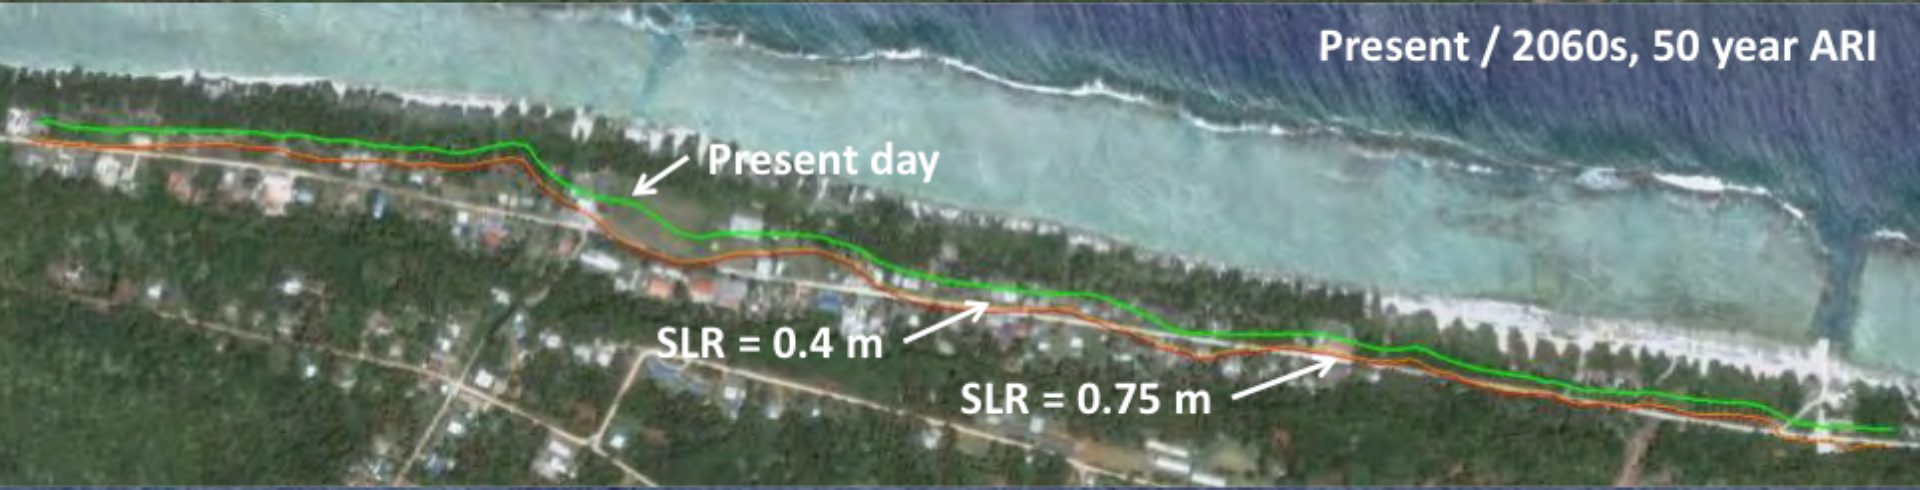 Present / 2060s, 50 year ARI
Present day
SLR = 0.4 m
SLR = 0.75 m